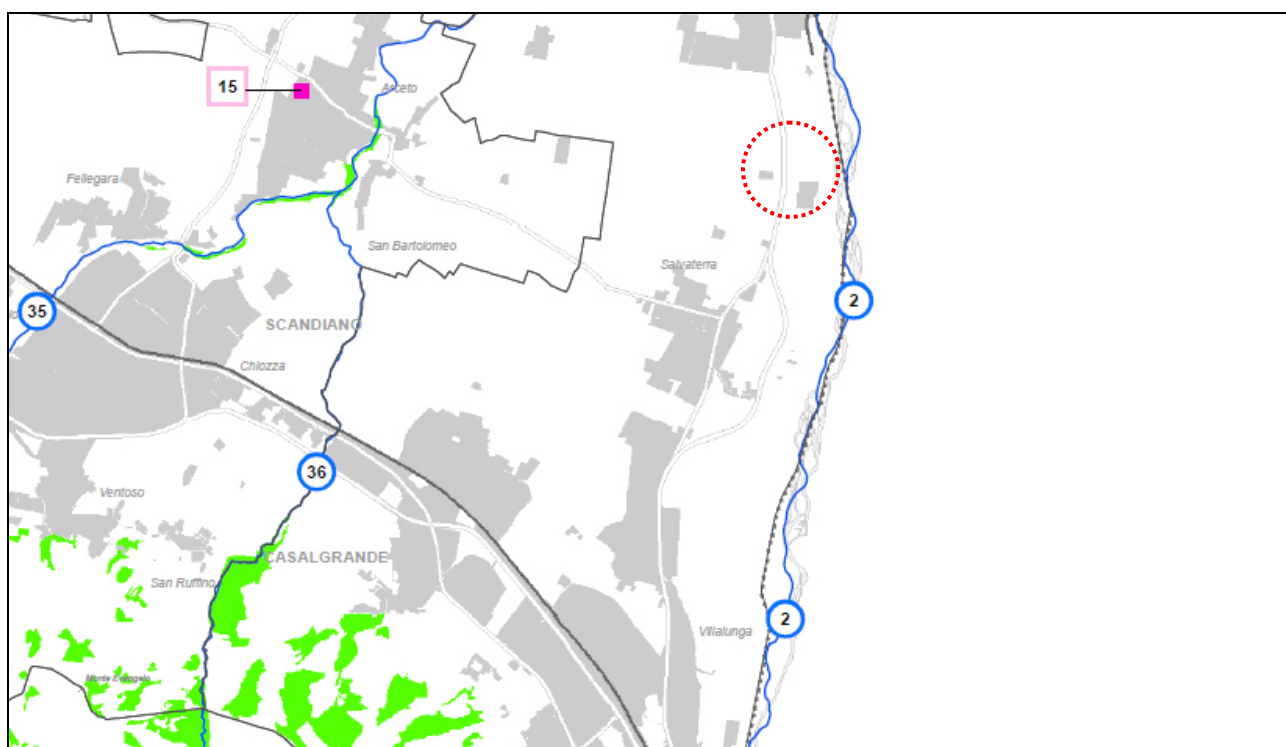 15
Arceto
Fellegara
San Bartolomeo
Salvaterra
2
35
SCANDIANO
Chiozza
36
Ventoso
CASALGRANDE
San Ruffino
2
Villalunga